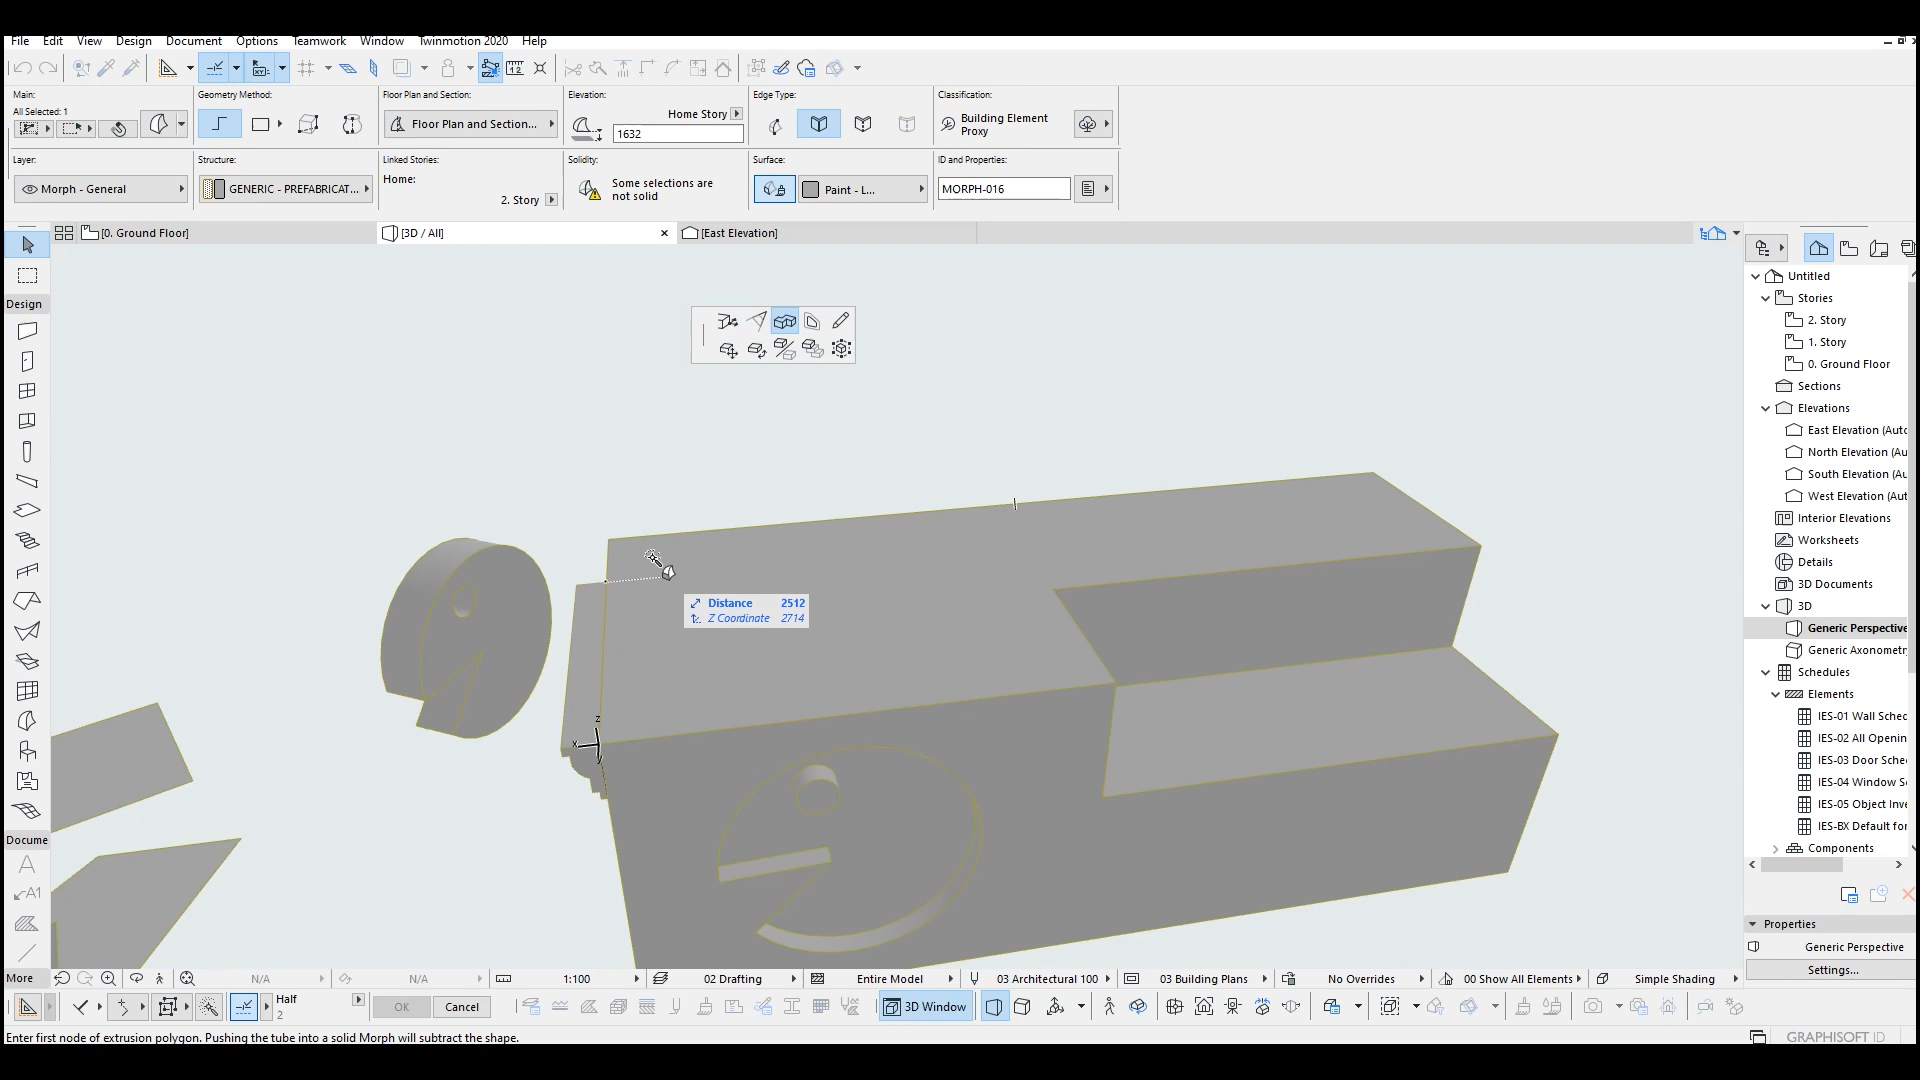 File Edit View Design Document Options Teamwork Window Twinmotion 2020 Help
Main:
All Selected: 1
Geometry Method:
Floor Plan and Section:
Floor Plan and Section...
Elevation:
Home Story
1632
Edge Type:
Classification:
Building Element
Proxy
Layer:
Morph - General
Structure:
GENERIC - PREFABRICAT...
Linked Stories:
Home:
2. Story
Solidity:
Some selections are
not solid
Surface:
Paint - L...
ID and Properties:
MORPH-016
[0. Ground Floor]
[3D / All]
[East Elevation]
Design
Docume
More
Distance 2512
Z Coordinate 2714
z
x
y
Untitled
Stories
2. Story
1. Story
0. Ground Floor
Sections
Elevations
East Elevation (Auto
North Elevation (Au
South Elevation (Au
West Elevation (Aut
Interior Elevations
Worksheets
Details
3D Documents
3D
Generic Perspective
Generic Axonometr
Schedules
Elements
IES-01 Wall Sched
IES-02 All Openin
IES-03 Door Sche
IES-04 Window S
IES-05 Object Inve
IES-BX Default for
Components
Properties
Generic Perspective
Settings...
N/A
N/A
1:100
02 Drafting
Entire Model
03 Architectural 100
03 Building Plans
No Overrides
00 Show All Elements
Simple Shading
Half
2
OK
Cancel
3D Window
Enter first node of extrusion polygon. Pushing the tube into a solid Morph will subtract the shape.
GRAPHISOFT ID